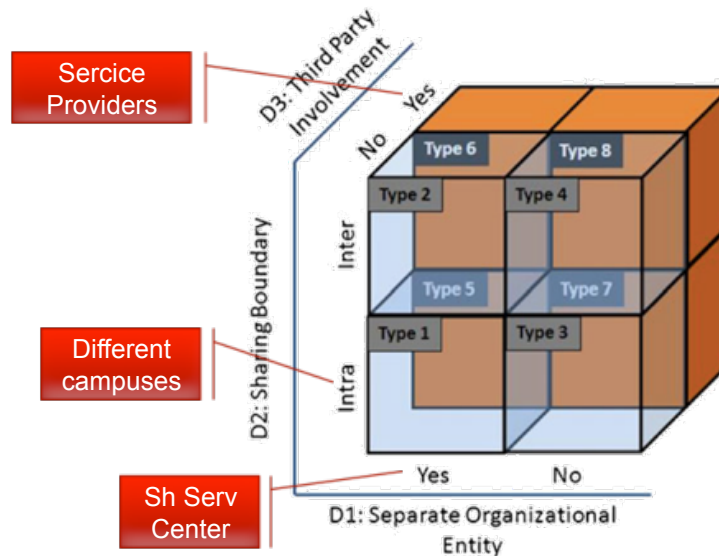 Sercice
Providers
D3: Third Party
Involvement
No
Yes
Type 6
Type 8
Type 2
Type 4
Inter
D2: Sharing Boundary
Different
campuses
Type 5
Type 7
Type 1
Type 3
Intra
Sh Serv
Center
Yes
No
D1: Separate Organizational
Entity